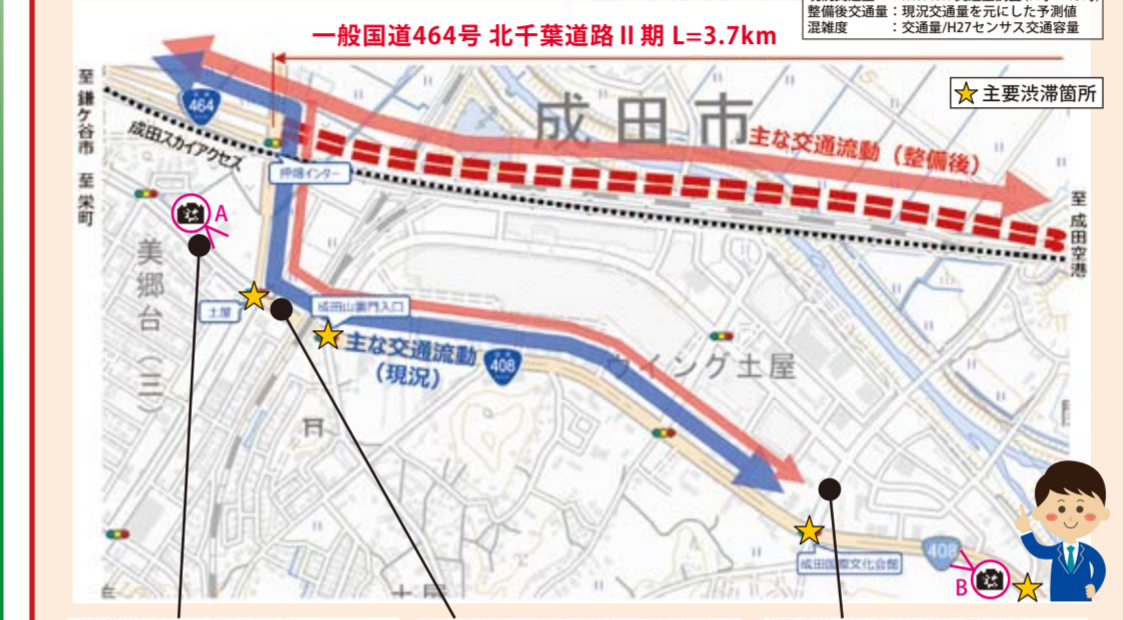 整備後交通量：現況交通量を元にした予測値
混雑度　　　：交通量/H27センサス交通容量
一般国道464号 北千葉道路Ⅱ期 L=3.7km
主要渋滞箇所
至 鎌ケ谷市 至 栄町
464
成田市
成田スカイアクセス
主な交通流動（整備後）
押畑インター
至 成田空港
A
美郷台（三）
土屋
成田山裏門入口
主な交通流動
（現況）
408
ウイング土屋
成田国際文化会館
408
B